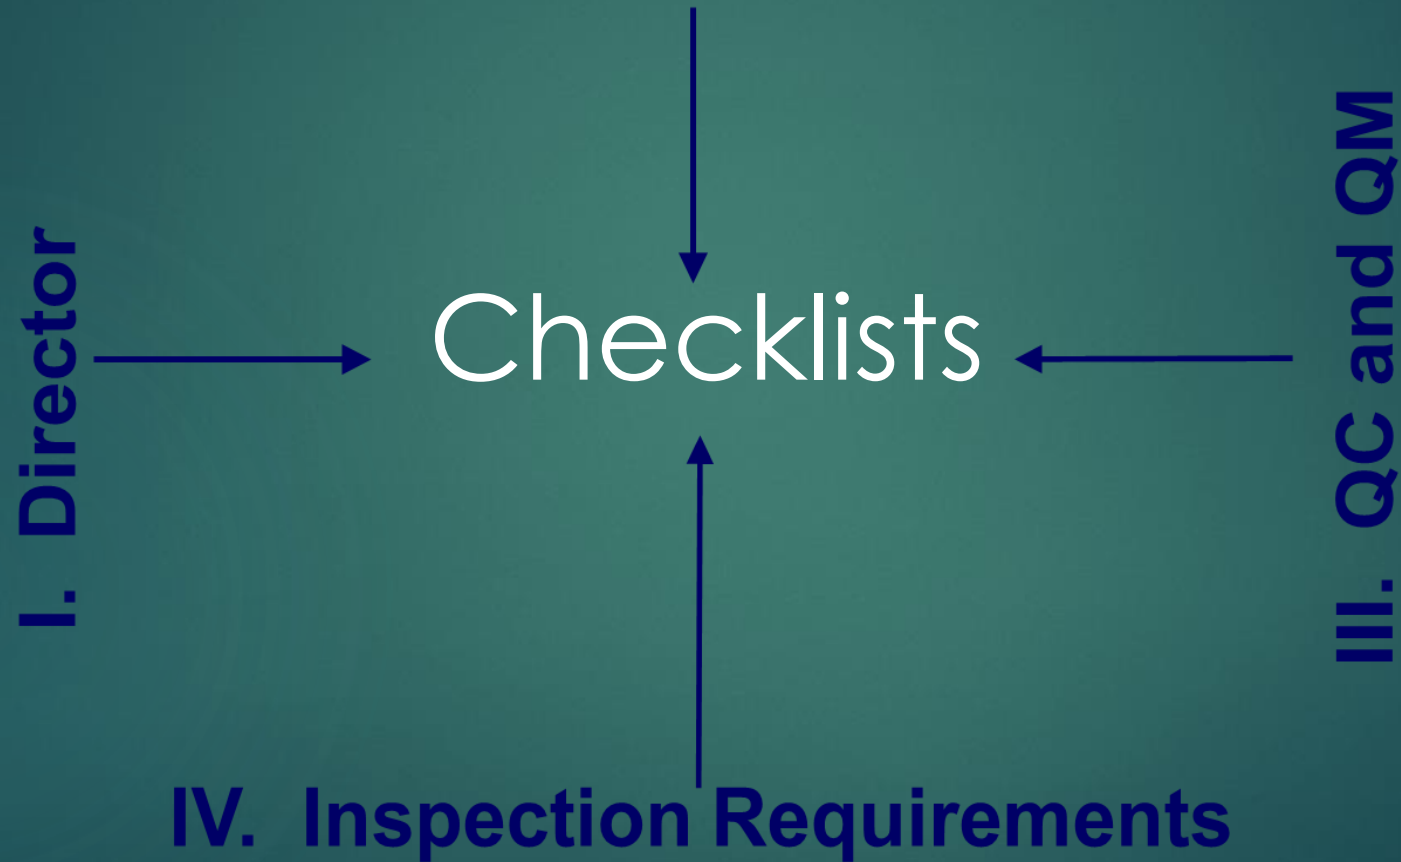 I. Director
Checklists
III. QC and QM
IV. Inspection Requirements